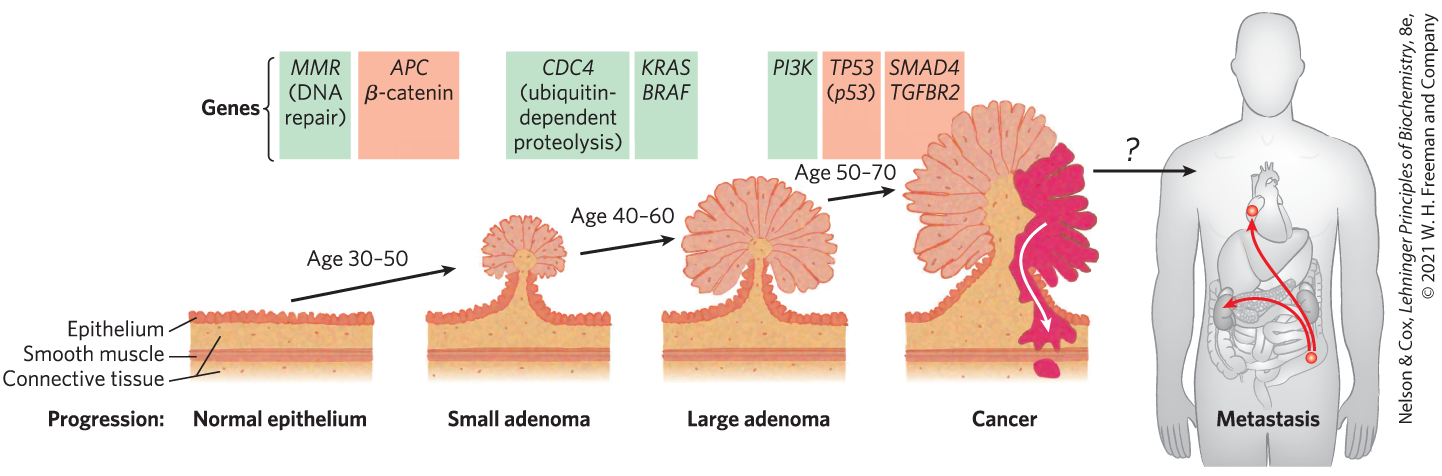 Genes
MMR
(DNA
repair)
APC
β-catenin
CDC4
(ubiquitin-
dependent
proteolysis)
KRAS
BRAF
PI3K
TP53
(p53)
SMAD4
TGFBR2
Age 30–50
Age 40–60
Age 50–70
?
Epithelium
Smooth muscle
Connective tissue
Progression:
Normal epithelium
Small adenoma
Large adenoma
Cancer
Metastasis
Nelson & Cox, Lehninger Principles of Biochemistry, 8e,
© 2021 W. H. Freeman and Company